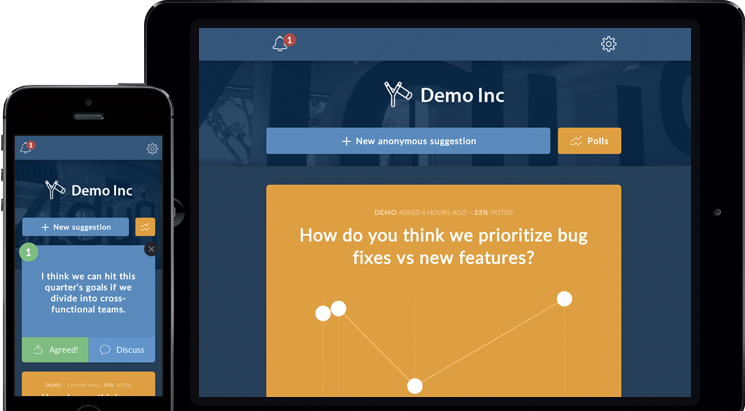 1
Demo Inc
+ New suggestion
1
I think we can hit this
quarter's goals if we
divide into cross-
functional teams.
Agreed!
Discuss
DEMO
33% VOTED
1
Demo Inc
+ New anonymous suggestion
Polls
DEMO ASKED 4 HOURS AGO - 33% VOTED
How do you think we prioritize bug
fixes vs new features?